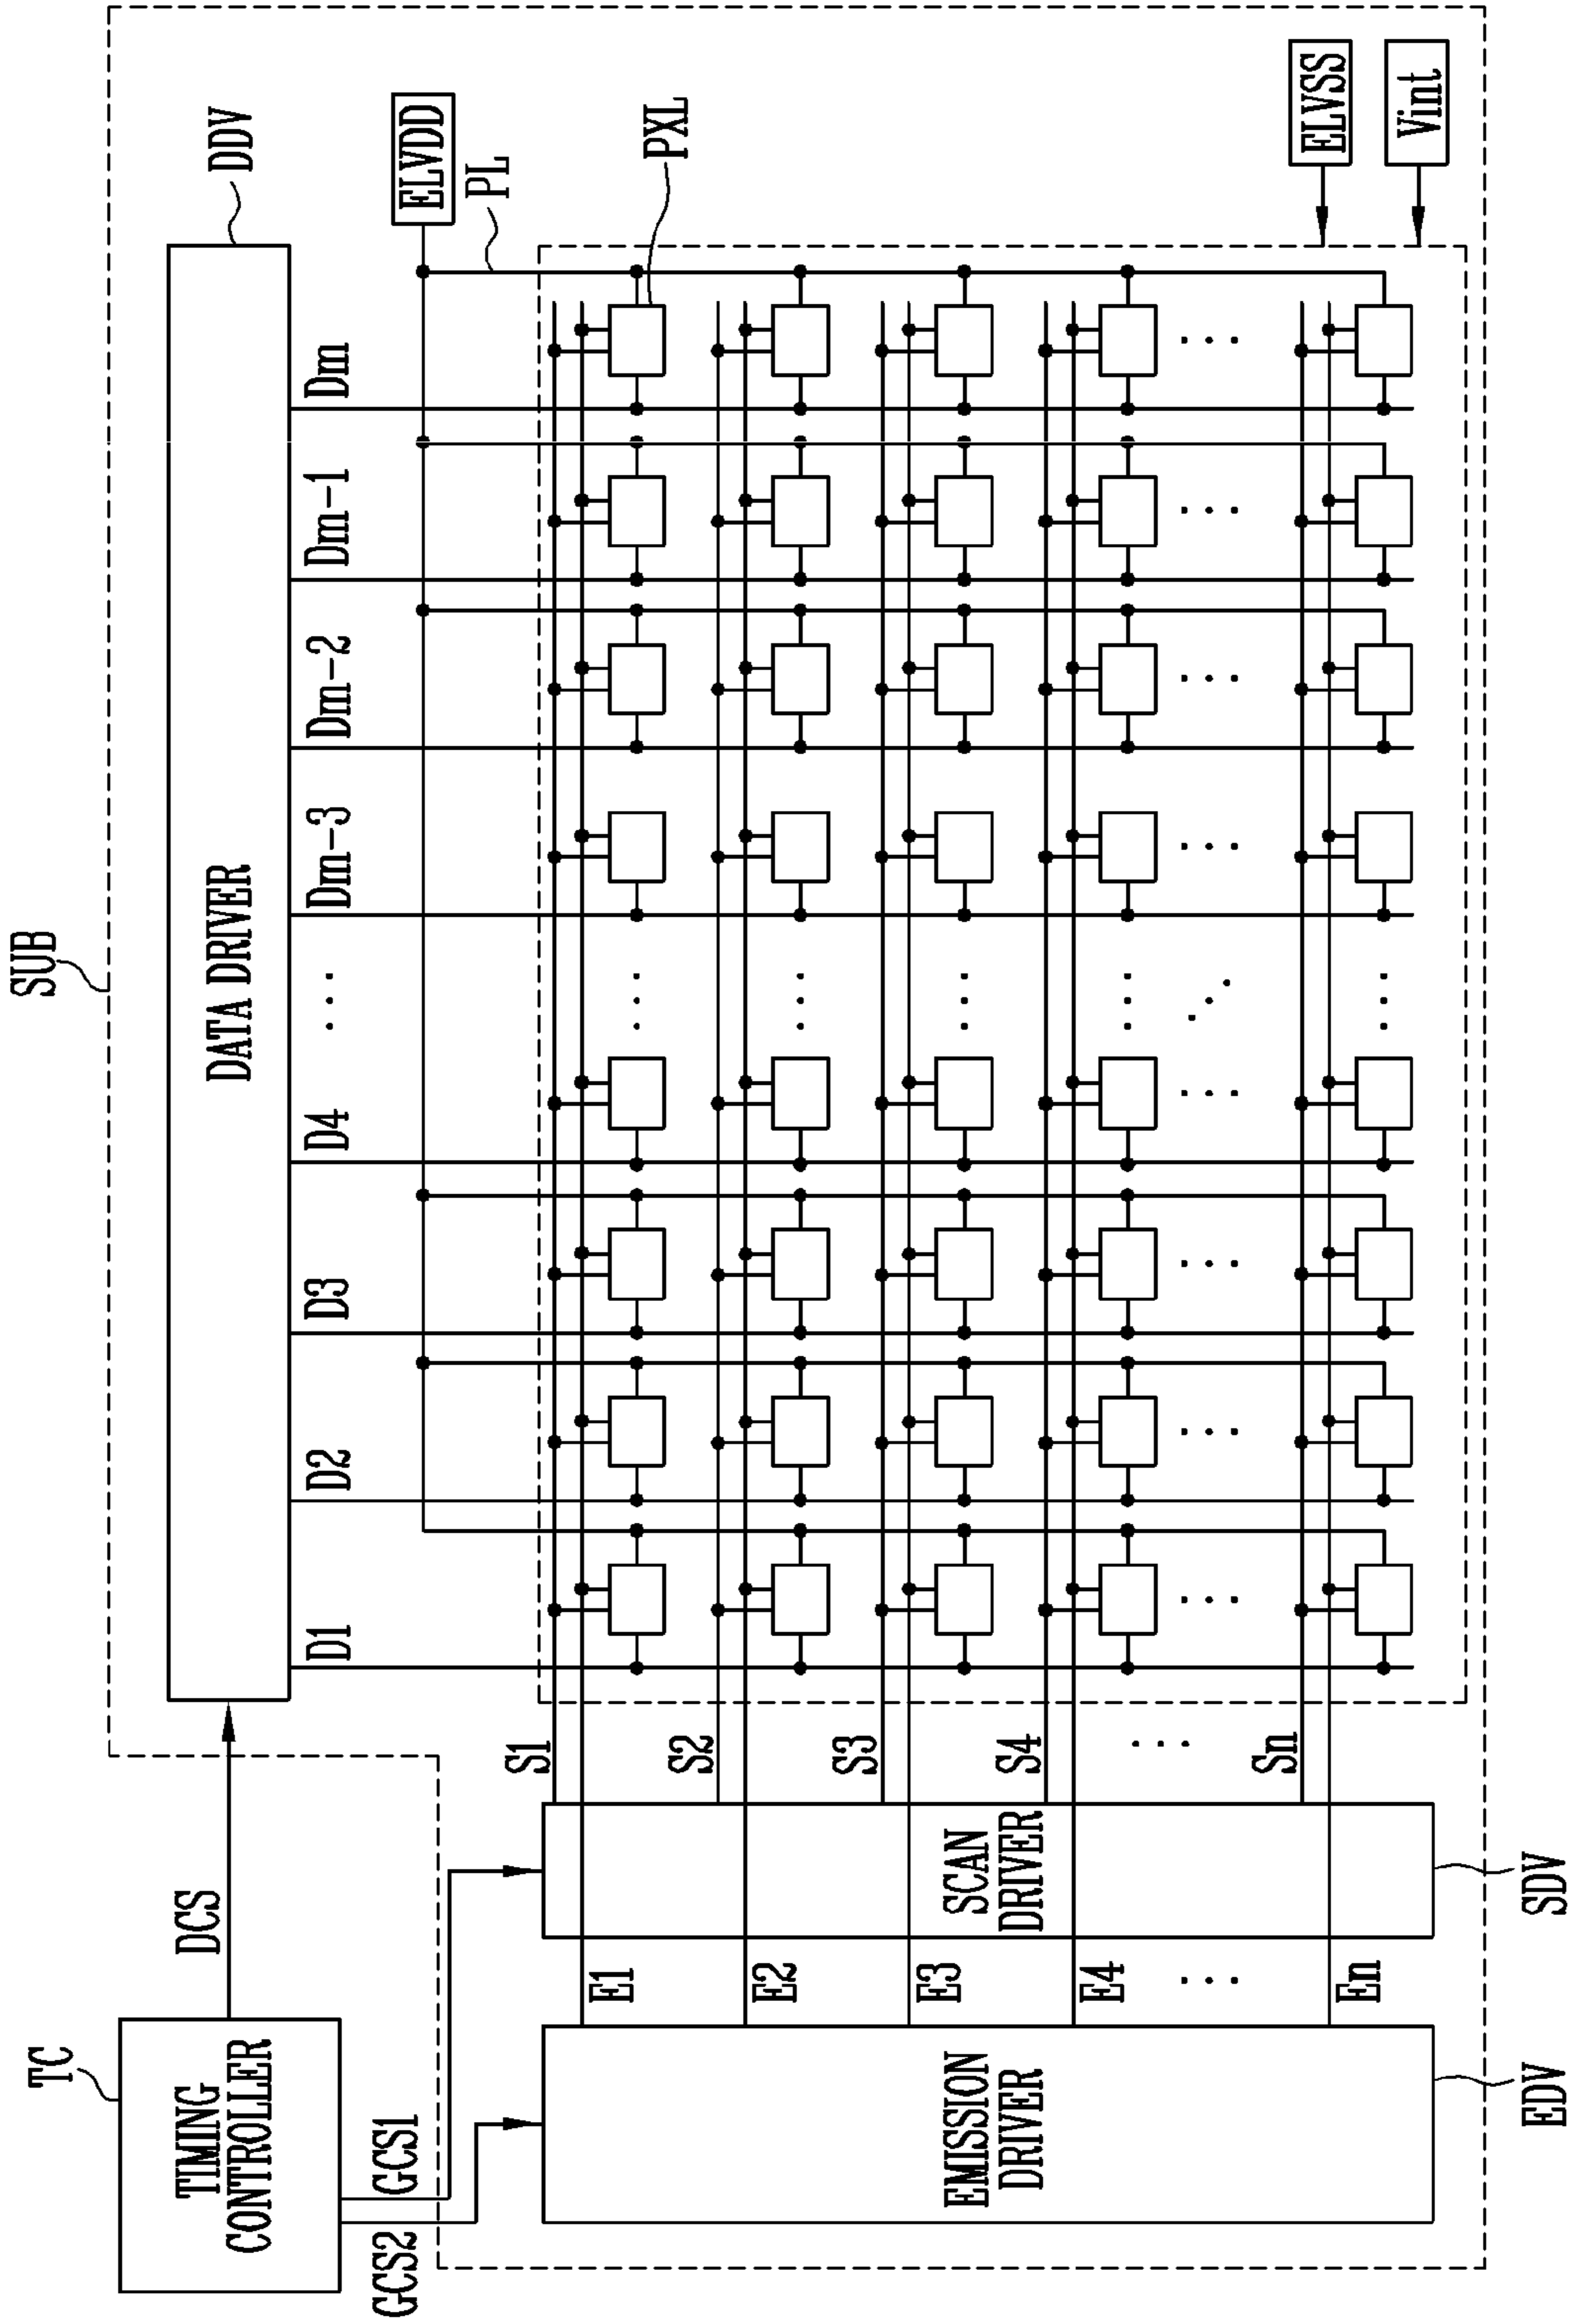 SUB
DATA DRIVER
DDV
TC
TIMING
CONTROLLER
DCS
GCS1
GCS2
D1
D2
D3
D4
...
Dm-3
Dm-2
Dm-1
Dm
ELVDD
PL
PXL
S1
S2
S3
S4
...
Sn
E1
E2
E3
E4
...
En
SCAN
DRIVER
EMISSION
DRIVER
SDV
EDV
ELVSS
Vint